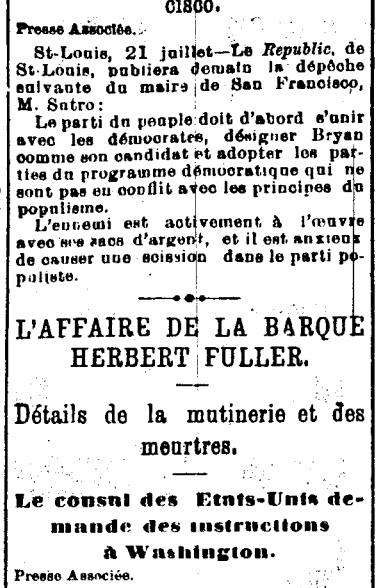 cisco.
Presse Associée.
St-Louis, 21 juillet—Le Republic, de
St-Louis, publiera demain la dépêche
suivante du maire de San Francisco,
M. Sutro:
Le parti du peuple doit d'abord s'unir
avec les démocrates, désigner Bryan
comme son candidat et adopter les par-
ties du programme démocratique qui ne
sont pas en conflit avec les principes du
populisme.
L'ennemi est activement à l'œuvre
avec ses sacs d'argent, et il est anxieux
de causer une scission dans le parti po-
puliste.
L'AFFAIRE DE LA BARQUE
HERBERT FULLER.
Détails de la mutinerie et des
meurtres.
Le consul des Etats-Unis de-
mande des instructions
à Washington.
Presse Associée.